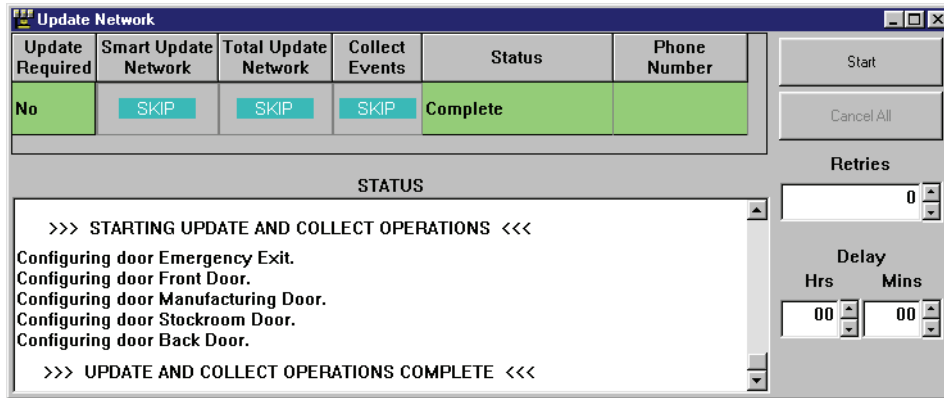 Update Network
Update Required
Smart Update Network
Total Update Network
Collect Events
Status
Phone Number
No
SKIP
SKIP
SKIP
Complete
Start
Cancel All
Retries
0
Delay
Hrs
Mins
00
00
STATUS
>>> STARTING UPDATE AND COLLECT OPERATIONS <<<
Configuring door Emergency Exit.
Configuring door Front Door.
Configuring door Manufacturing Door.
Configuring door Stockroom Door.
Configuring door Back Door.
>>> UPDATE AND COLLECT OPERATIONS COMPLETE <<<